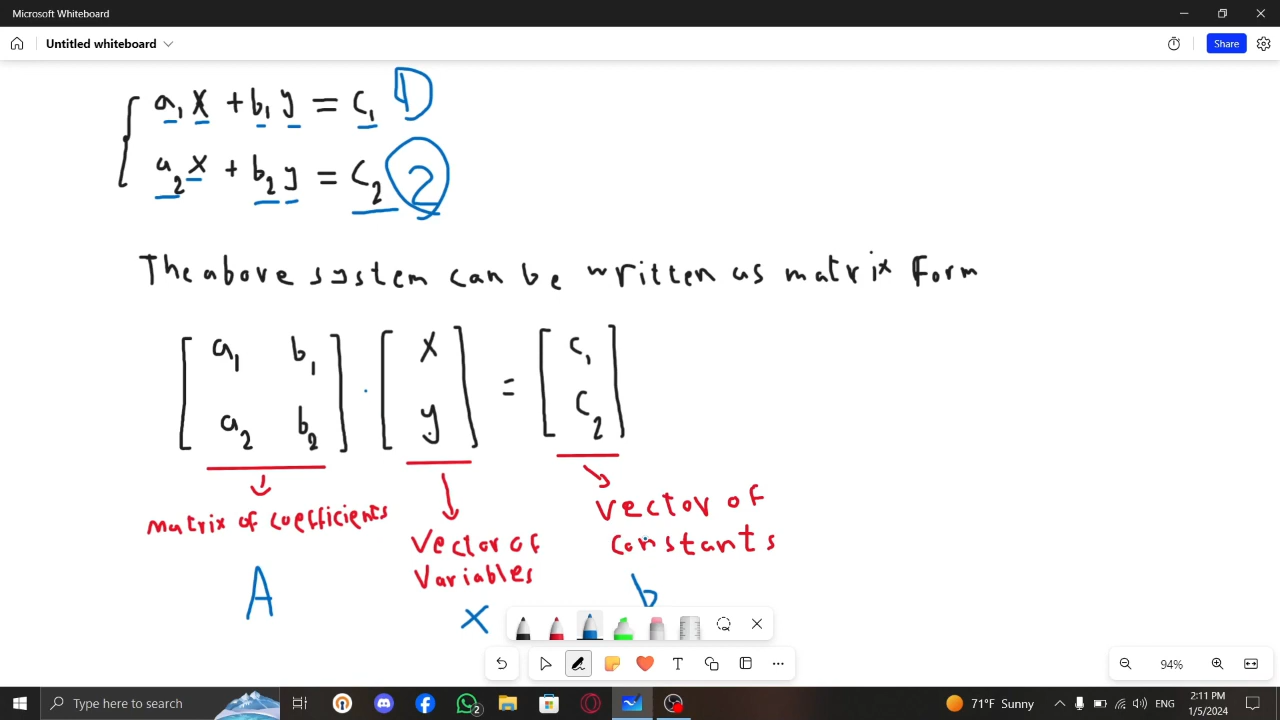 Microsoft Whiteboard
Untitled whiteboard
Share
a₁x + b₁y = c₁ 1
a₂x + b₂y = c₂ 2
The above system can be written as matrix Form
a₁ b₁ x c₁
. =
a₂ b₂ y c₂
matrix of coefficients
Vector of
Variables
Vector of
constants
A
x
b
94%
Type here to search
2
71°F Sunny
ENG
2:11 PM
1/5/2024